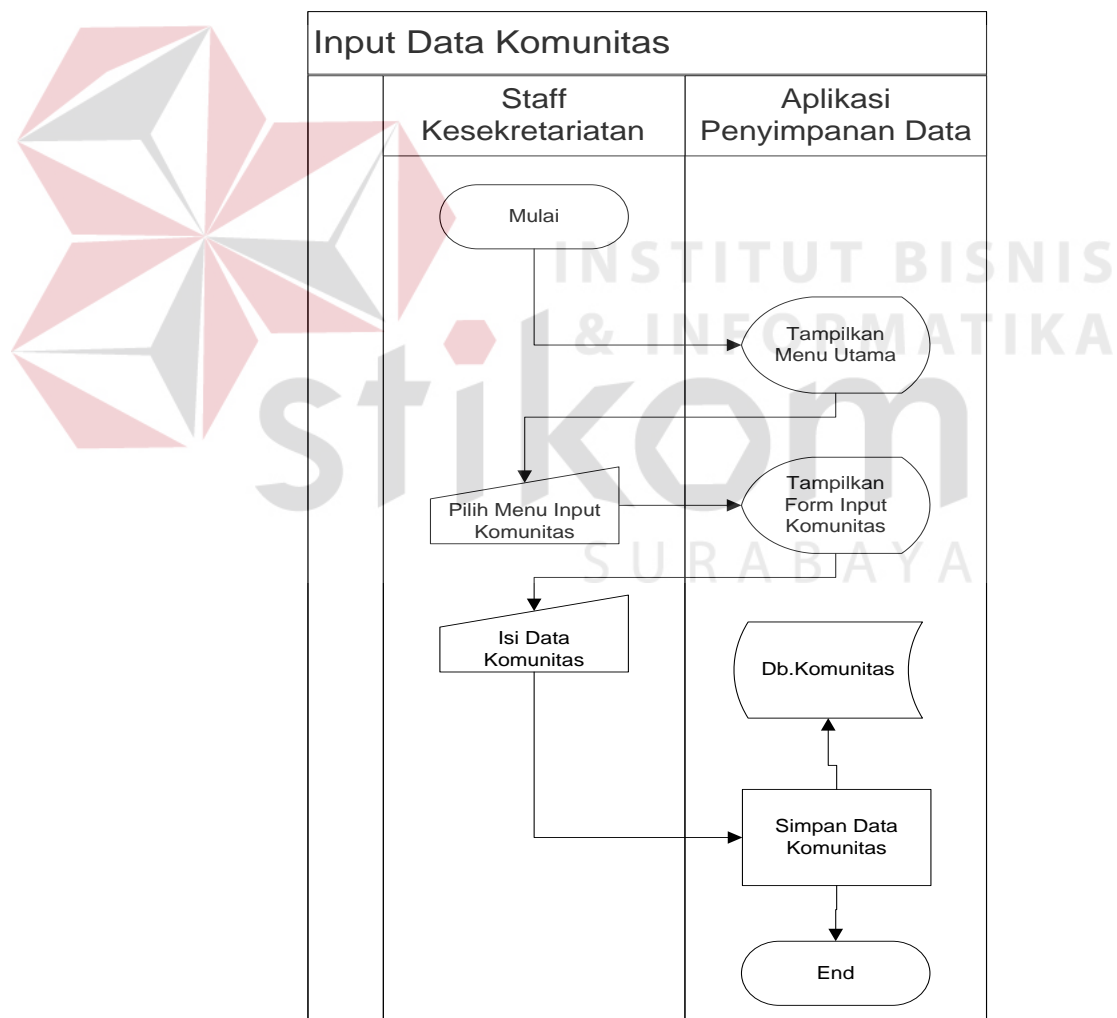 Input Data Komunitas
Staff
Kesekretariatan
Aplikasi
Penyimpanan Data
Mulai
INSTITUT BISNIS
& INFORMATIKA
Tampilkan
Menu Utama
stikom
Pilih Menu Input
Komunitas
Tampilkan
Form Input
Komunitas
SURABAYA
Isi Data
Komunitas
Db.Komunitas
Simpan Data
Komunitas
End